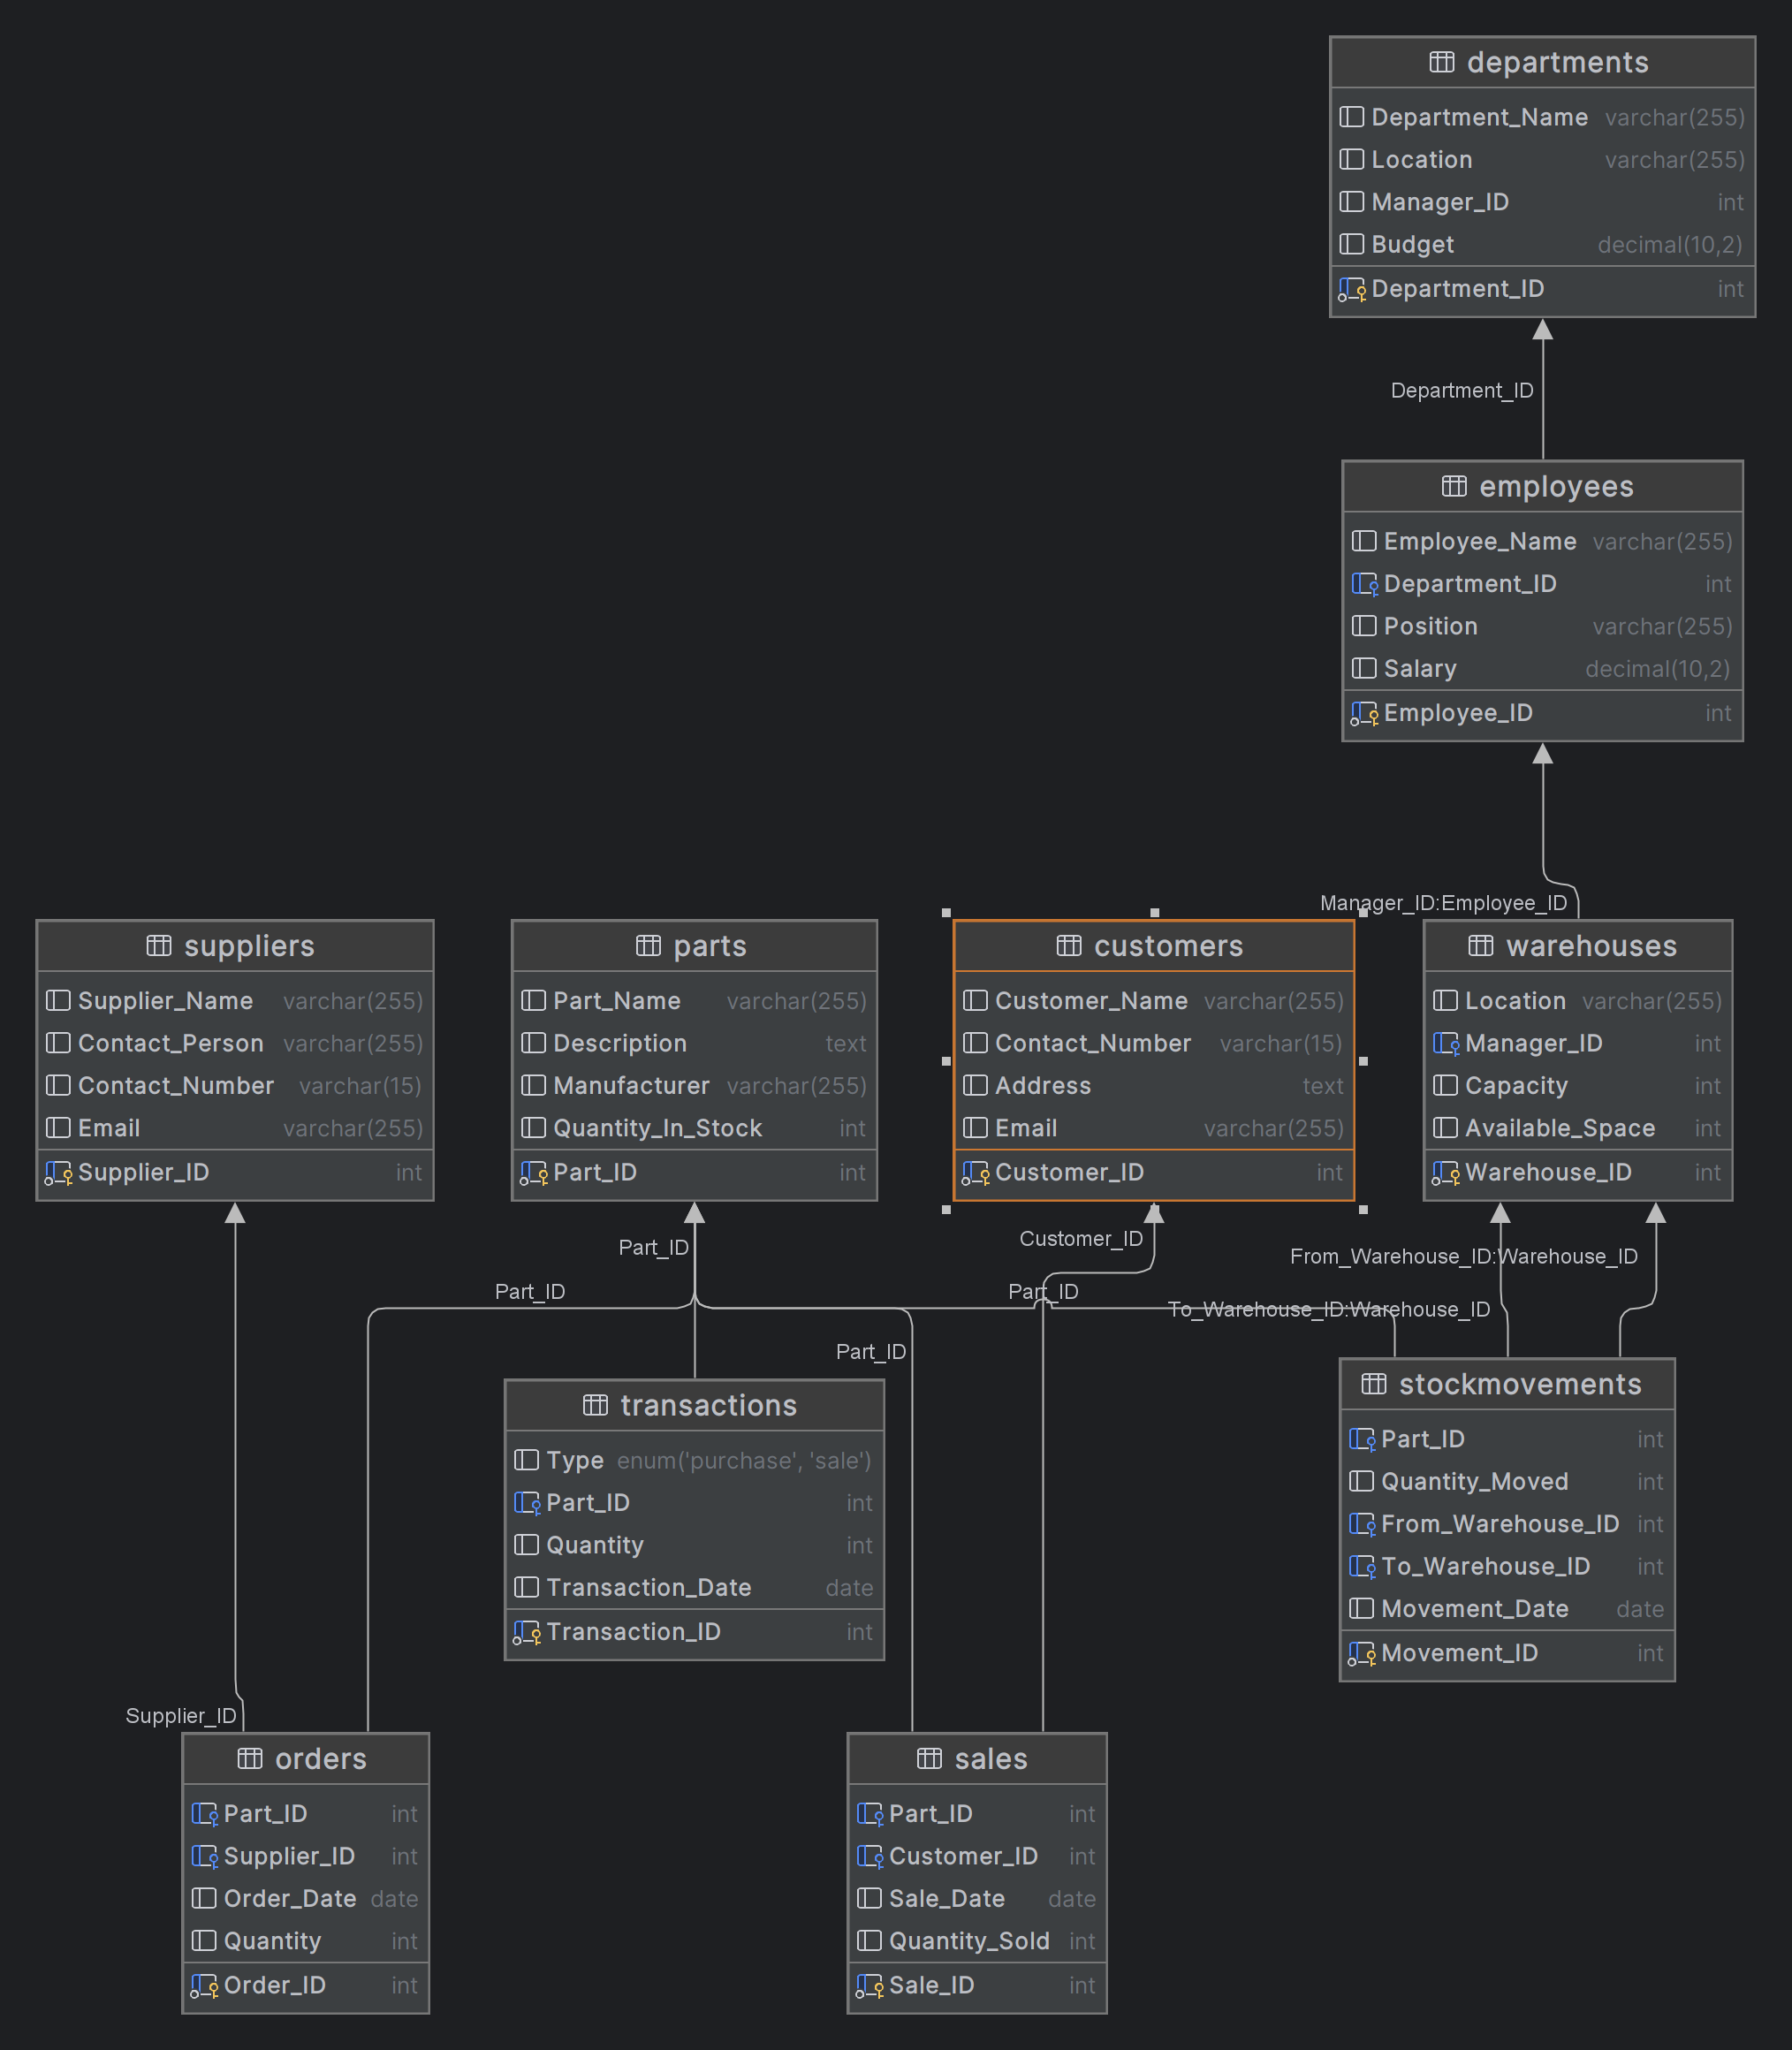 departments
Department_Name varchar(255)
Location varchar(255)
Manager_ID int
Budget decimal(10,2)
Department_ID int
Department_ID
employees
Employee_Name varchar(255)
Department_ID int
Position varchar(255)
Salary decimal(10,2)
Employee_ID int
Manager_ID:Employee_ID
suppliers
Supplier_Name varchar(255)
Contact_Person varchar(255)
Contact_Number varchar(15)
Email varchar(255)
Supplier_ID int
parts
Part_Name varchar(255)
Description text
Manufacturer varchar(255)
Quantity_In_Stock int
Part_ID int
customers
Customer_Name varchar(255)
Contact_Number varchar(15)
Address text
Email varchar(255)
Customer_ID int
warehouses
Location varchar(255)
Manager_ID int
Capacity int
Available_Space int
Warehouse_ID int
Part_ID
Customer_ID
From_Warehouse_ID:Warehouse_ID
Part_ID
Part_ID
To_Warehouse_ID:Warehouse_ID
Part_ID
transactions
Type enum('purchase', 'sale')
Part_ID int
Quantity int
Transaction_Date date
Transaction_ID int
stockmovements
Part_ID int
Quantity_Moved int
From_Warehouse_ID int
To_Warehouse_ID int
Movement_Date date
Movement_ID int
Supplier_ID
orders
Part_ID int
Supplier_ID int
Order_Date date
Quantity int
Order_ID int
sales
Part_ID int
Customer_ID int
Sale_Date date
Quantity_Sold int
Sale_ID int